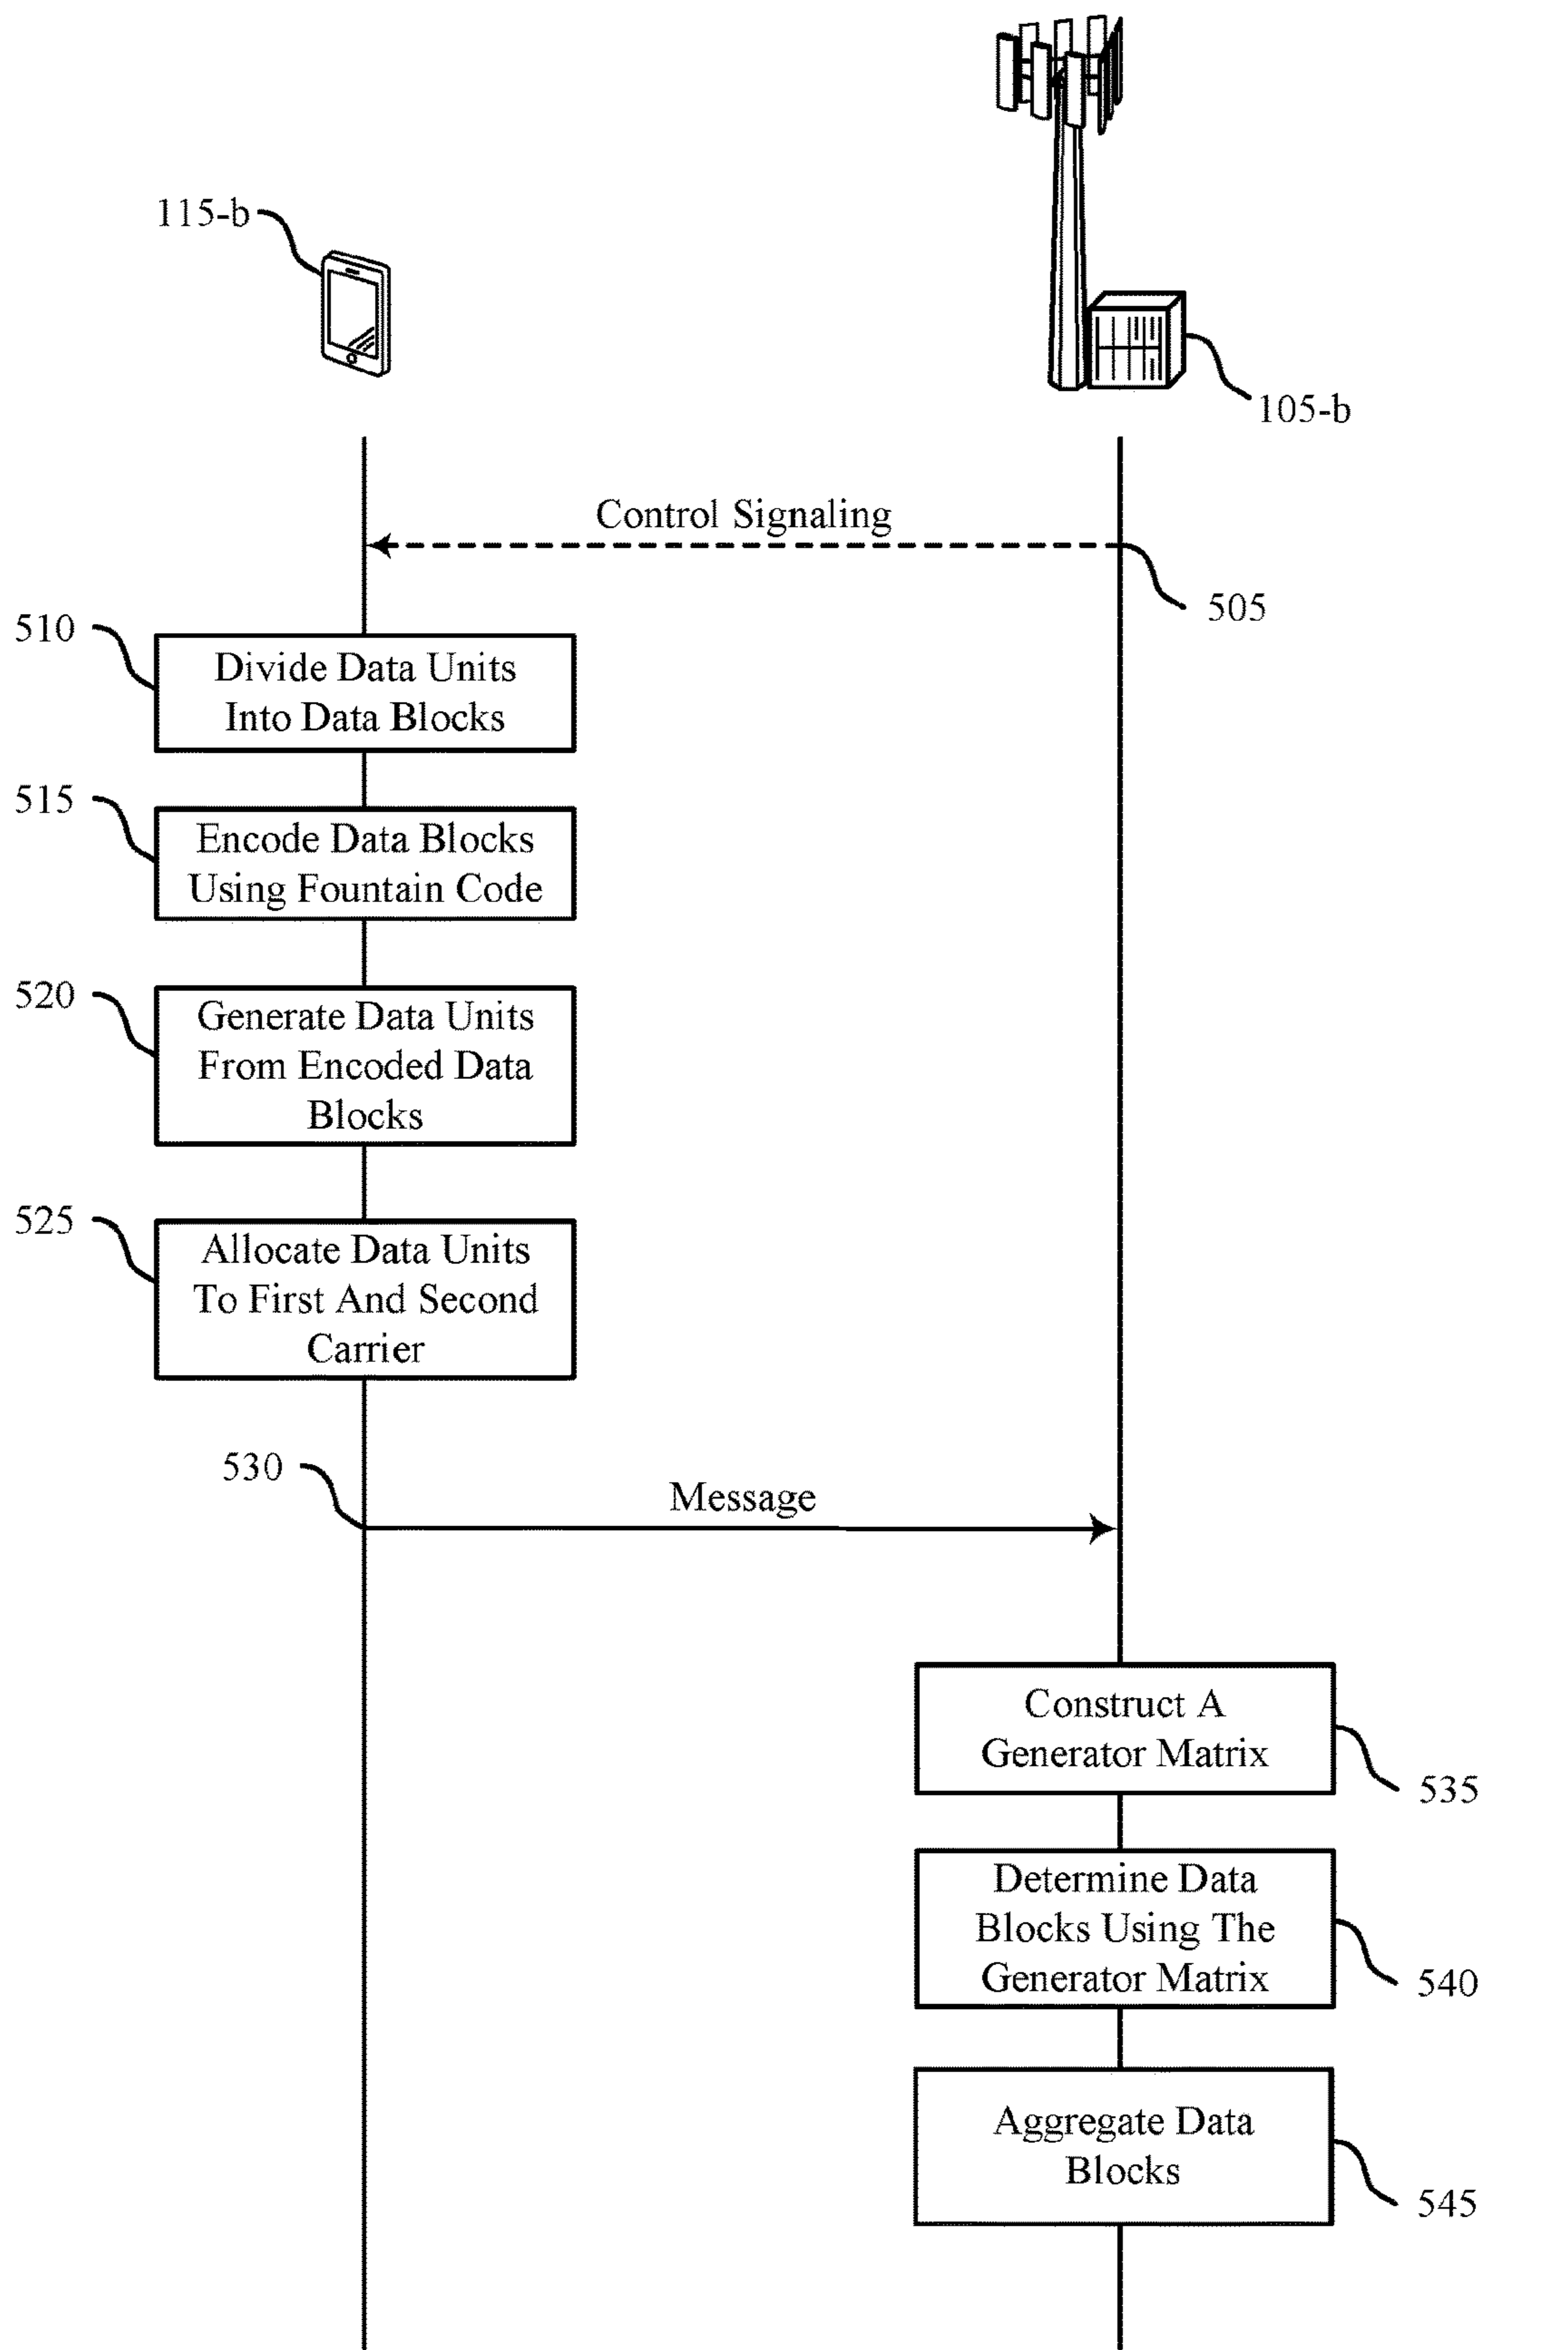 115-b
105-b
Control Signaling
505
510
Divide Data Units
Into Data Blocks
515
Encode Data Blocks
Using Fountain Code
520
Generate Data Units
From Encoded Data
Blocks
525
Allocate Data Units
To First And Second
Carrier
530
Message
Construct A
Generator Matrix
535
Determine Data
Blocks Using The
Generator Matrix
540
Aggregate Data
Blocks
545